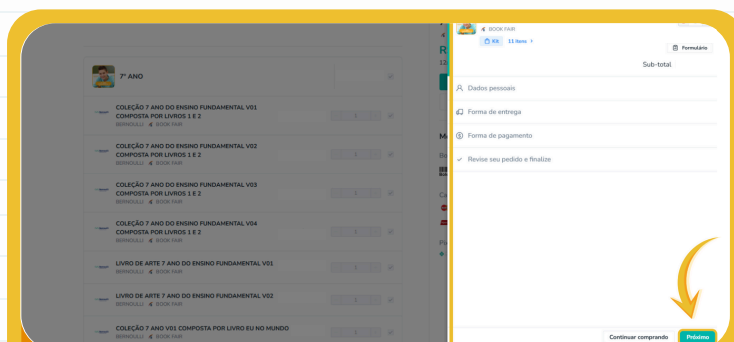 7° ANO
COLEÇÃO 7 ANO DO ENSINO FUNDAMENTAL V01
COMPOSTA POR LIVROS 1 E 2
BERNOULLI BOOK FAIR
COLEÇÃO 7 ANO DO ENSINO FUNDAMENTAL V02
COMPOSTA POR LIVROS 1 E 2
BERNOULLI BOOK FAIR
COLEÇÃO 7 ANO DO ENSINO FUNDAMENTAL V03
COMPOSTA POR LIVROS 1 E 2
BERNOULLI BOOK FAIR
COLEÇÃO 7 ANO DO ENSINO FUNDAMENTAL V04
COMPOSTA POR LIVROS 1 E 2
BERNOULLI BOOK FAIR
LIVRO DE ARTE 7 ANO DO ENSINO FUNDAMENTAL V01
BERNOULLI BOOK FAIR
LIVRO DE ARTE 7 ANO DO ENSINO FUNDAMENTAL V02
BERNOULLI BOOK FAIR
COLEÇÃO 7 ANO V01 COMPOSTA POR LIVRO EU NO MUNDO
BERNOULLI BOOK FAIR
BOOK FAIR
Kit 11 itens
Formulário
Sub-total
Dados pessoais
Forma de entrega
Forma de pagamento
Revise seu pedido e finalize
Continuar comprando Próximo